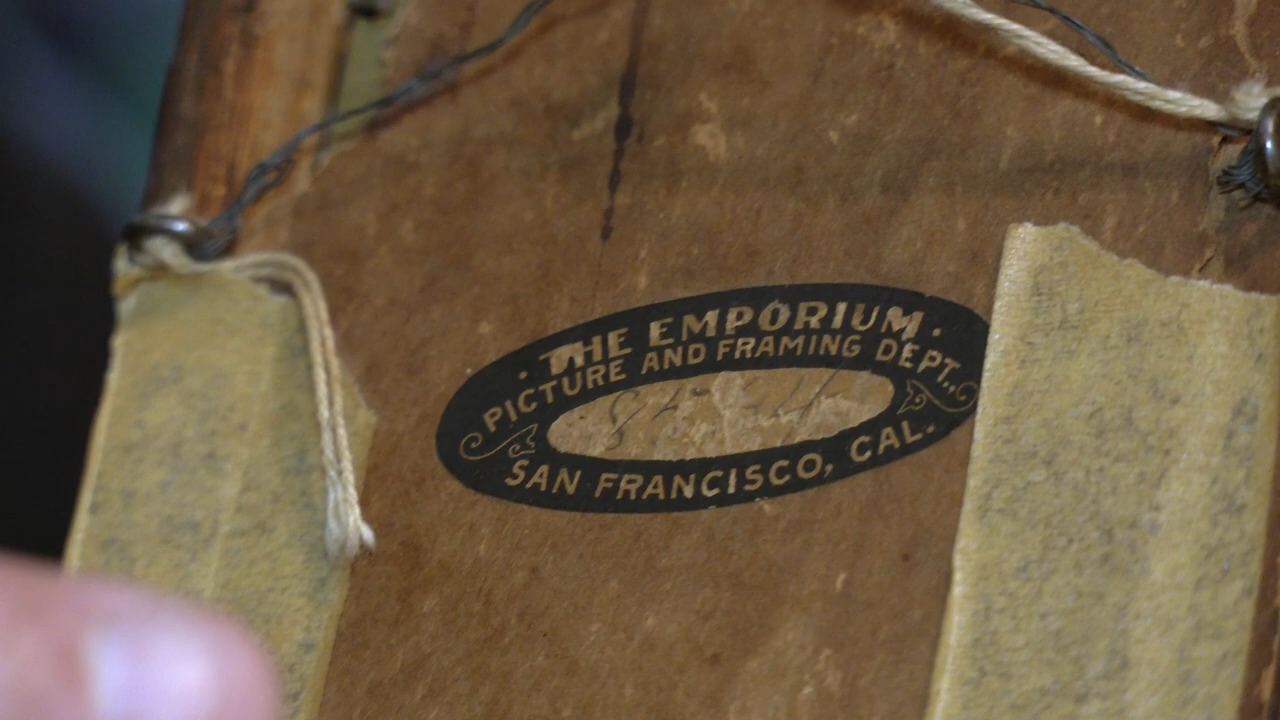 · THE EMPORIUM ·
PICTURE AND FRAMING DEPT.,
SAN FRANCISCO, CAL.